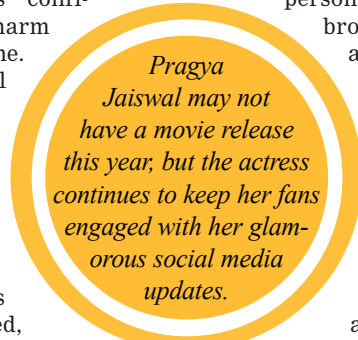 Pragya
Jaiswal may not
have a movie release
this year, but the actress
continues to keep her fans
engaged with her glam-
orous social media
updates.